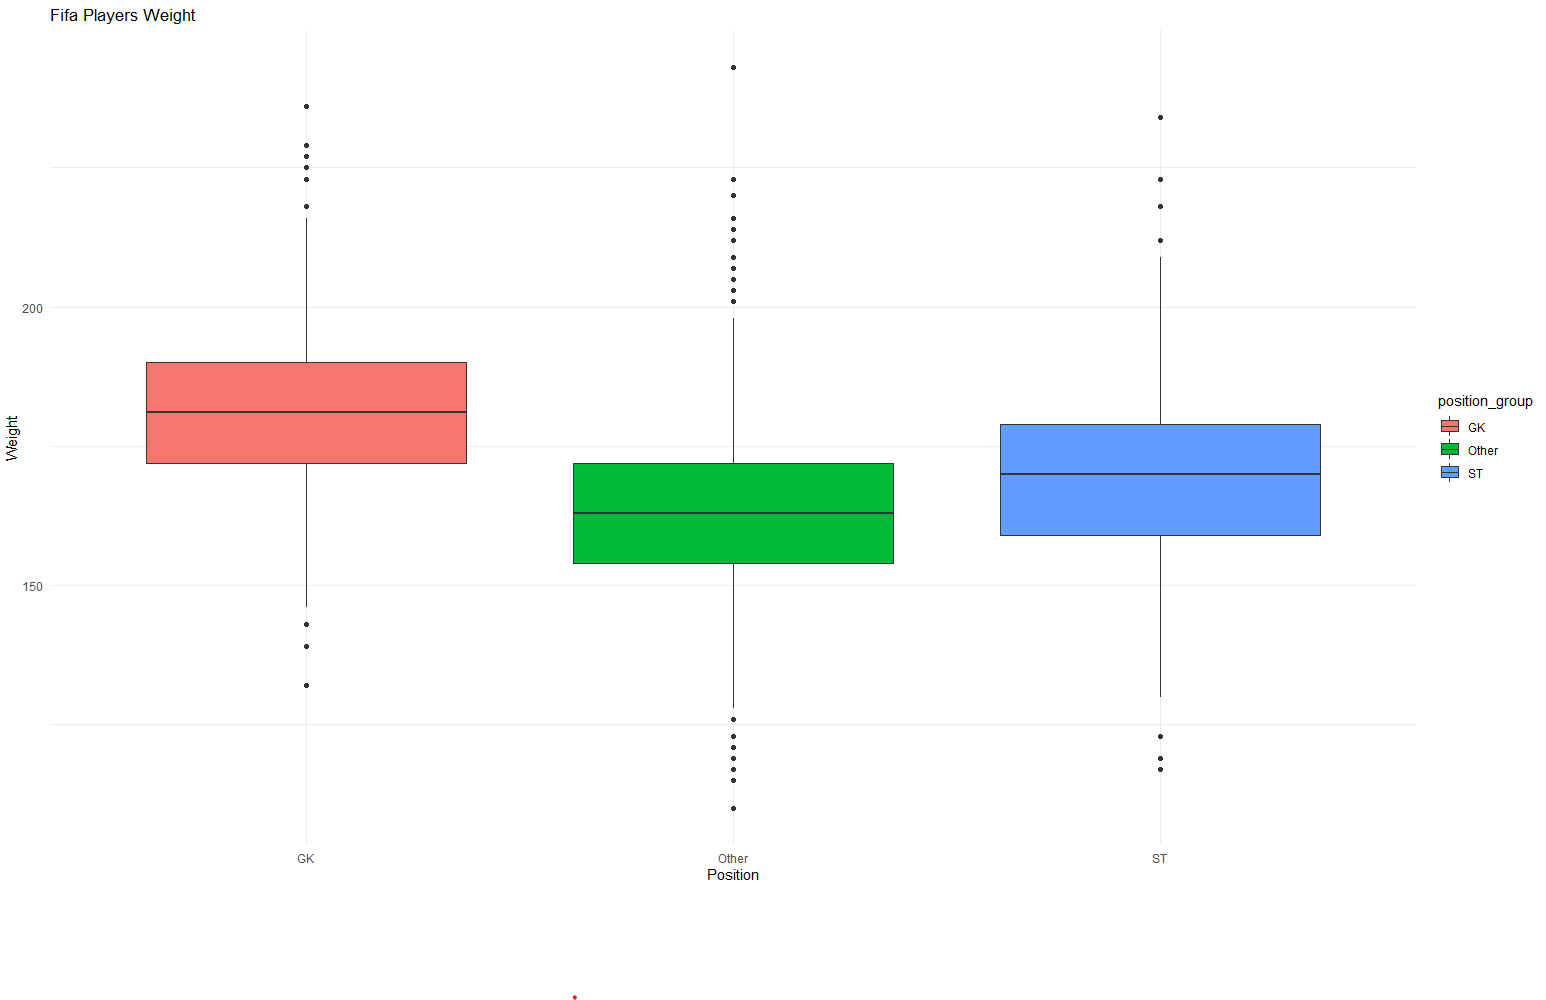 Fifa Players Weight
200
150
Weight
GK
Other
ST
Position
position_group
GK
Other
ST